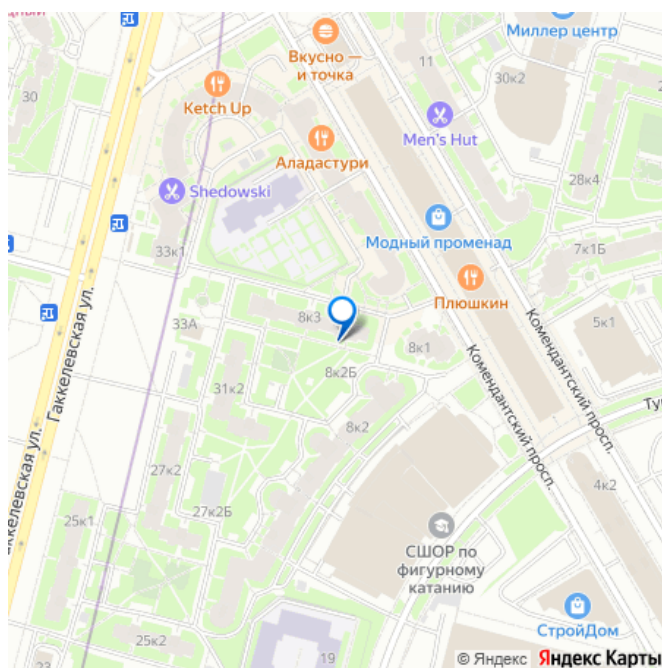 Миллер центр
Вкусно —
и точка
11
30к2
30
Ketch Up
Men's Hut
Аладастури
28к4
Shedowski
Модный променад
33к1
7к1Б
Плюшкин
8к3
33А
5к1
8к1
Комендантский просп.
Гаккелевская ул.
8к2Б
31к2
Комендантский просп.
8к2
27к2
4к2
27к2Б
25к1
СШОР по
фигурному
катанию
СтройДом
25к2
19
23
© Яндекс Яндекс Карты